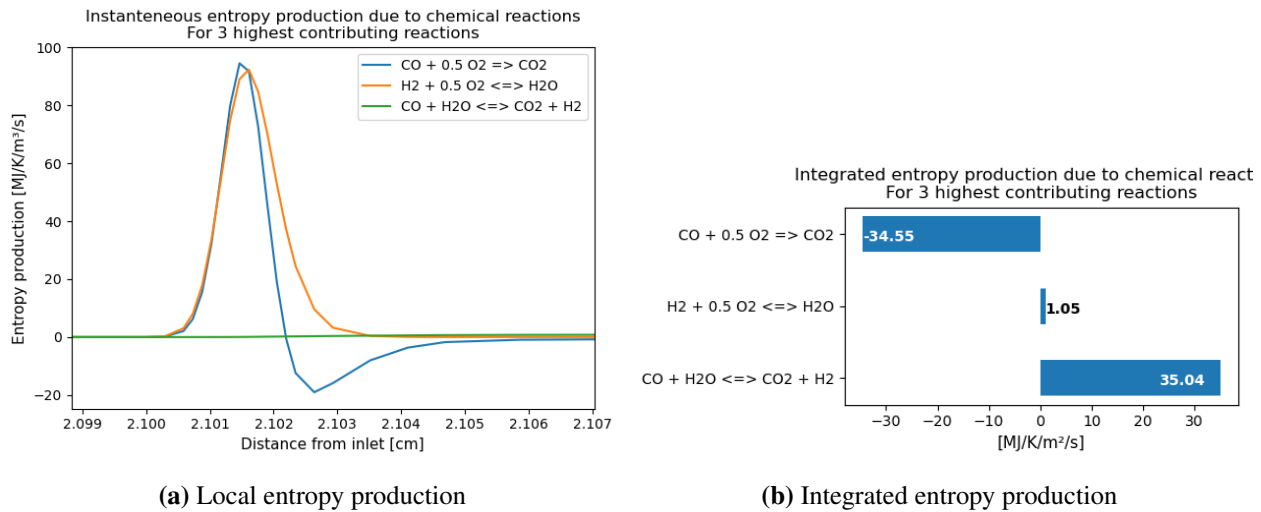 Instanteneous entropy production due to chemical reactions
For 3 highest contributing reactions
Entropy production [MJ/K/m³/s]
100
80
60
40
20
0
−20
CO + 0.5 O2 => CO2
H2 + 0.5 O2 <=> H2O
CO + H2O <=> CO2 + H2
2.099 2.100 2.101 2.102 2.103 2.104 2.105 2.106 2.107
Distance from inlet [cm]
(a) Local entropy production
Integrated entropy production due to chemical react
For 3 highest contributing reactions
CO + 0.5 O2 => CO2
-34.55
H2 + 0.5 O2 <=> H2O
1.05
CO + H2O <=> CO2 + H2
35.04
−30 −20 −10 0 10 20 30
[MJ/K/m²/s]
(b) Integrated entropy production